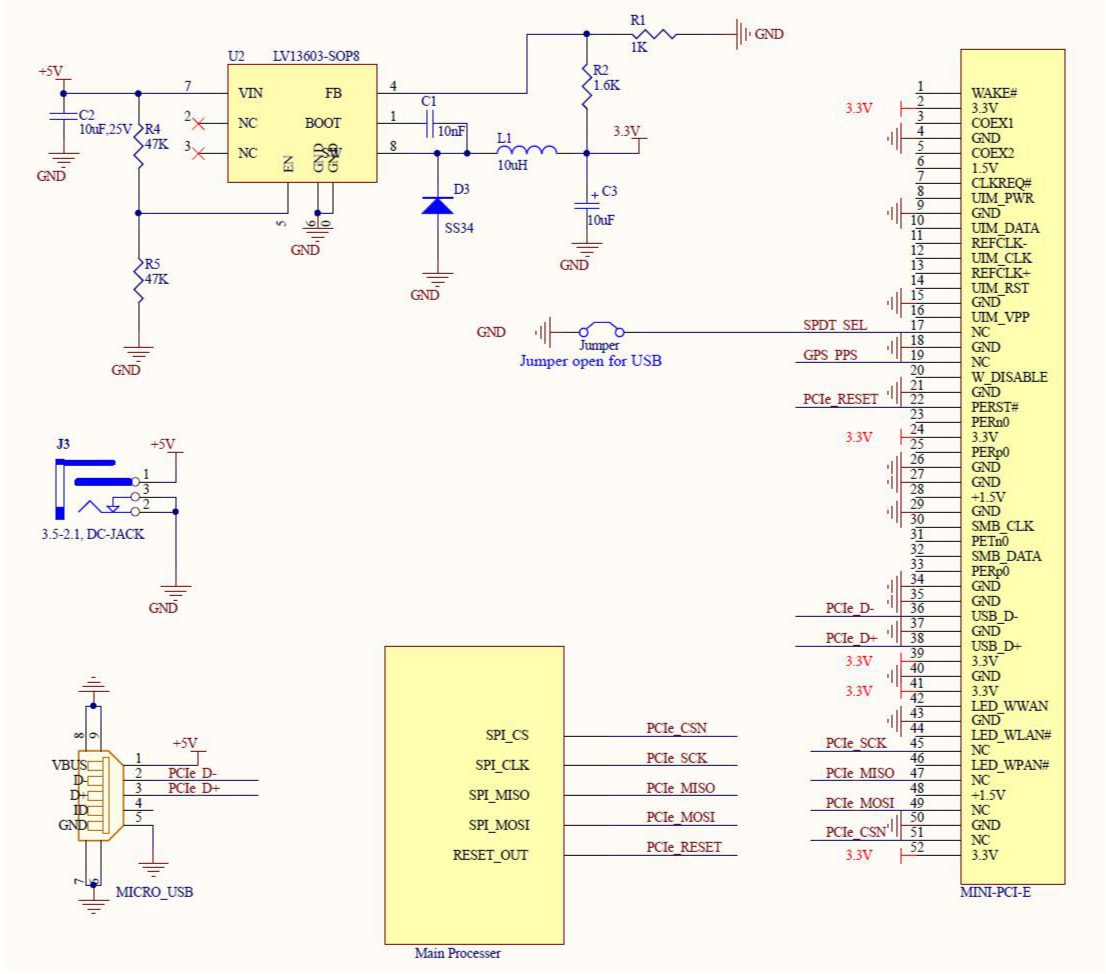 U2 LV13603-SOP8
+5V
7 VIN FB 4
2 NC BOOT 1
3 NC SW 8
EN GND GND
5 6 0
GND
C2
10uF,25V
GND
R4
47K
R5
47K
GND
C1
10nF
L1
10uH
D3
SS34
GND
R1
1K
GND
R2
1.6K
3.3V
+ C3
10uF
GND
GND
Jumper
Jumper open for USB
SPDT_SEL
GPS_PPS
PCIe_RESET
J3
+5V
1
3
2
3.5-2.1, DC-JACK
GND
8 9
+5V
VBUS 1
D- 2 PCIe_D-
D+ 3 PCIe_D+
ID 4
GND 5
7 6
MICRO_USB
SPI_CS PCIe_CSN
SPI_CLK PCIe_SCK
SPI_MISO PCIe_MISO
SPI_MOSI PCIe_MOSI
RESET_OUT PCIe_RESET
Main Processer
1 WAKE#
3.3V 2 3.3V
3 COEX1
4 GND
5 COEX2
6 1.5V
7 CLKREQ#
8 UIM_PWR
9 GND
10 UIM_DATA
11 REFCLK-
12 UIM_CLK
13 REFCLK+
14 UIM_RST
15 GND
16 UIM_VPP
17 NC
18 GND
19 NC
20 W_DISABLE
21 GND
22 PERST#
23 PERn0
3.3V 24 3.3V
25 PERp0
26 GND
27 GND
28 +1.5V
29 GND
30 SMB_CLK
31 PETn0
32 SMB_DATA
33 PERp0
34 GND
35 GND
PCIe_D- 36 USB_D-
37 GND
PCIe_D+ 38 USB_D+
3.3V 39 3.3V
40 GND
3.3V 41 3.3V
42 LED_WWAN
43 GND
44 LED_WLAN#
PCIe_SCK 45 NC
46 LED_WPAN#
PCIe_MISO 47 NC
48 +1.5V
PCIe_MOSI 49 NC
50 GND
PCIe_CSN 51 NC
3.3V 52 3.3V
MINI-PCI-E